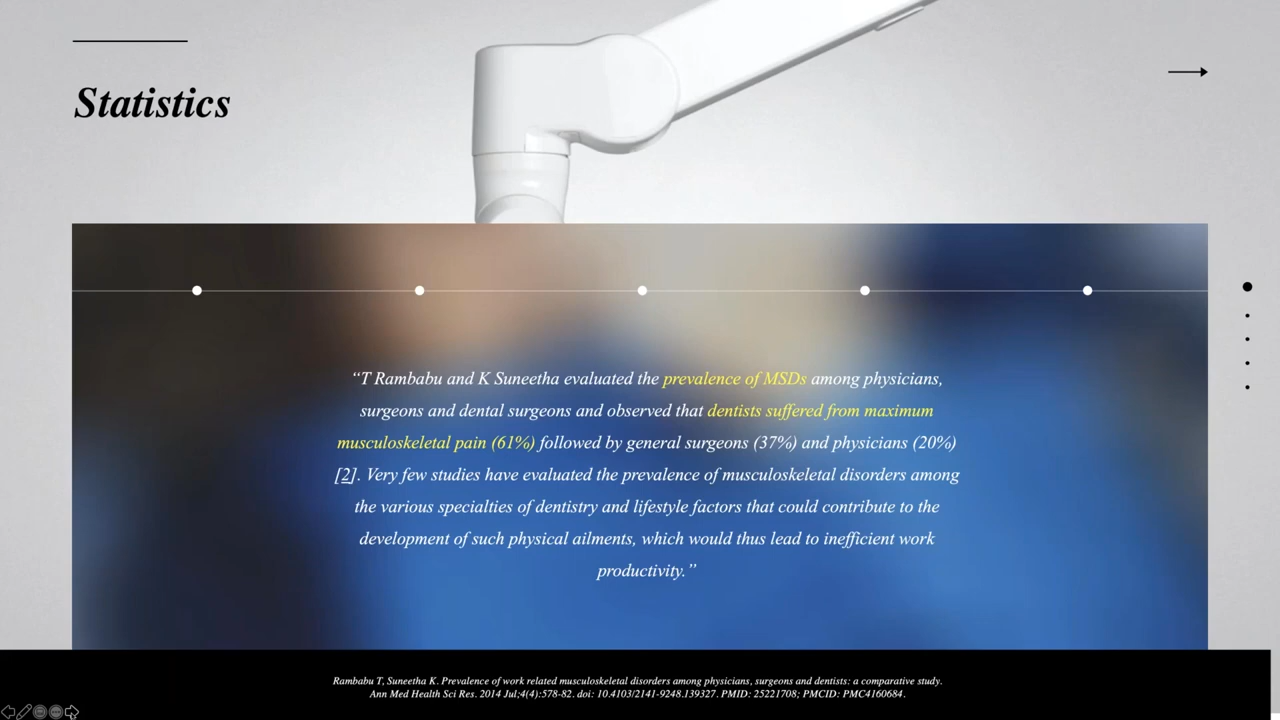 Statistics
“T Rambabu and K Suneetha evaluated the prevalence of MSDs among physicians,
surgeons and dental surgeons and observed that dentists suffered from maximum
musculoskeletal pain (61%) followed by general surgeons (37%) and physicians (20%)
[2]. Very few studies have evaluated the prevalence of musculoskeletal disorders among
the various specialties of dentistry and lifestyle factors that could contribute to the
development of such physical ailments, which would thus lead to inefficient work
productivity.”
Rambabu T, Suneetha K. Prevalence of work related musculoskeletal disorders among physicians, surgeons and dentists: a comparative study.
Ann Med Health Sci Res. 2014 Jul;4(4):578-82. doi: 10.4103/2141-9248.139327. PMID: 25221708; PMCID: PMC4160684.